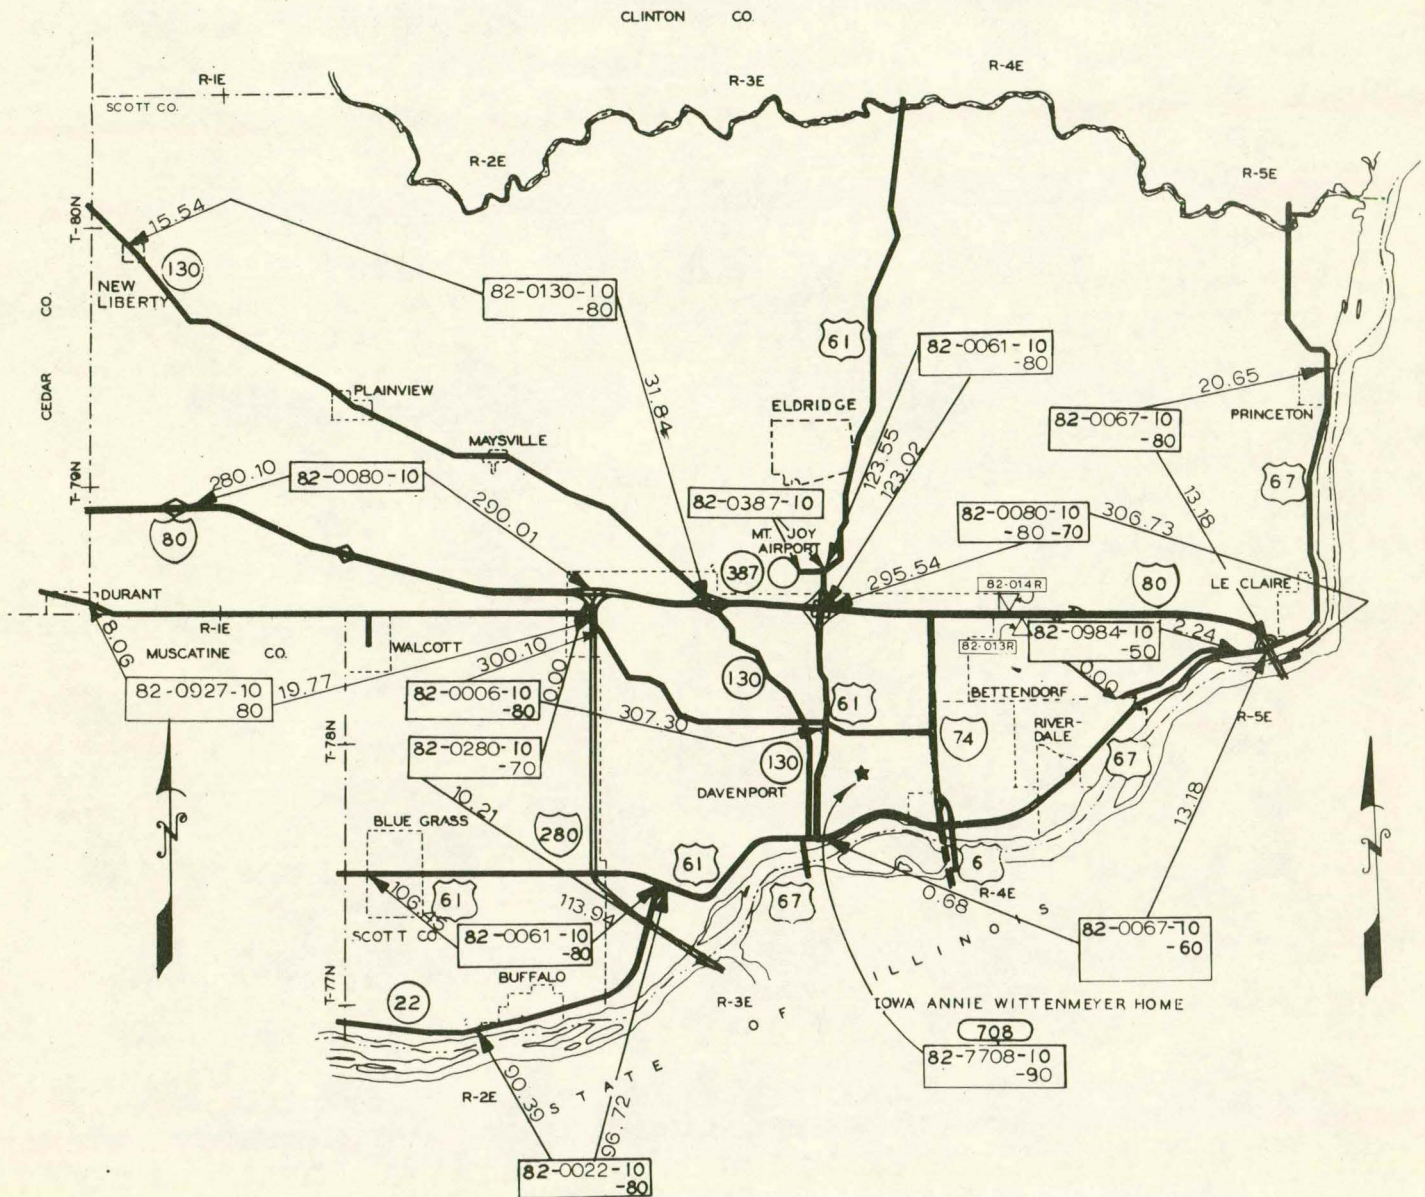 CLINTON CO.
R-1E
R-3E
R-4E
SCOTT CO.
R-2E
R-5E
T-80N
15.54
130
NEW
LIBERTY
82-0130-10
-80
CEDAR CO.
61
82-0061-10
-80
31.84
20.65
PLAINVIEW
ELDRIDGE
82-0067-10
-80
PRINCETON
MAYSVILLE
123.55
123.02
T-79N
280.10
82-0080-10
67
13.18
82-0387-10
82-0080-10
-80 -70
306.73
290.01
80
MT. JOY
AIRPORT
387
295.54
82-014R
80
LE CLAIRE
DURANT
R-1E
MUSCATINE CO.
WALCOTT
82-013R
82-0984-10
-50
2.24
8.06
300.10
0.00
.00
82-0927-10
80
19.77
82-0006-10
-80
307.30
130
61
BETTENDORF
R-5E
T-78N
82-0280-10
-70
74
RIVER-
DALE
67
130
DAVENPORT
10.21
13.18
N
BLUE GRASS
280
N
61
6
67
R-4E
0.68
106.45
61
113.94
SCOTT CO.
82-0061-10
-80
82-0067-10
-60
T-77N
BUFFALO
22
R-3E
STATE OF ILLINOIS
IOWA ANNIE WITTENMEYER HOME
708
82-7708-10
-90
R-2E
90.39
96.72
82-0022-10
-80